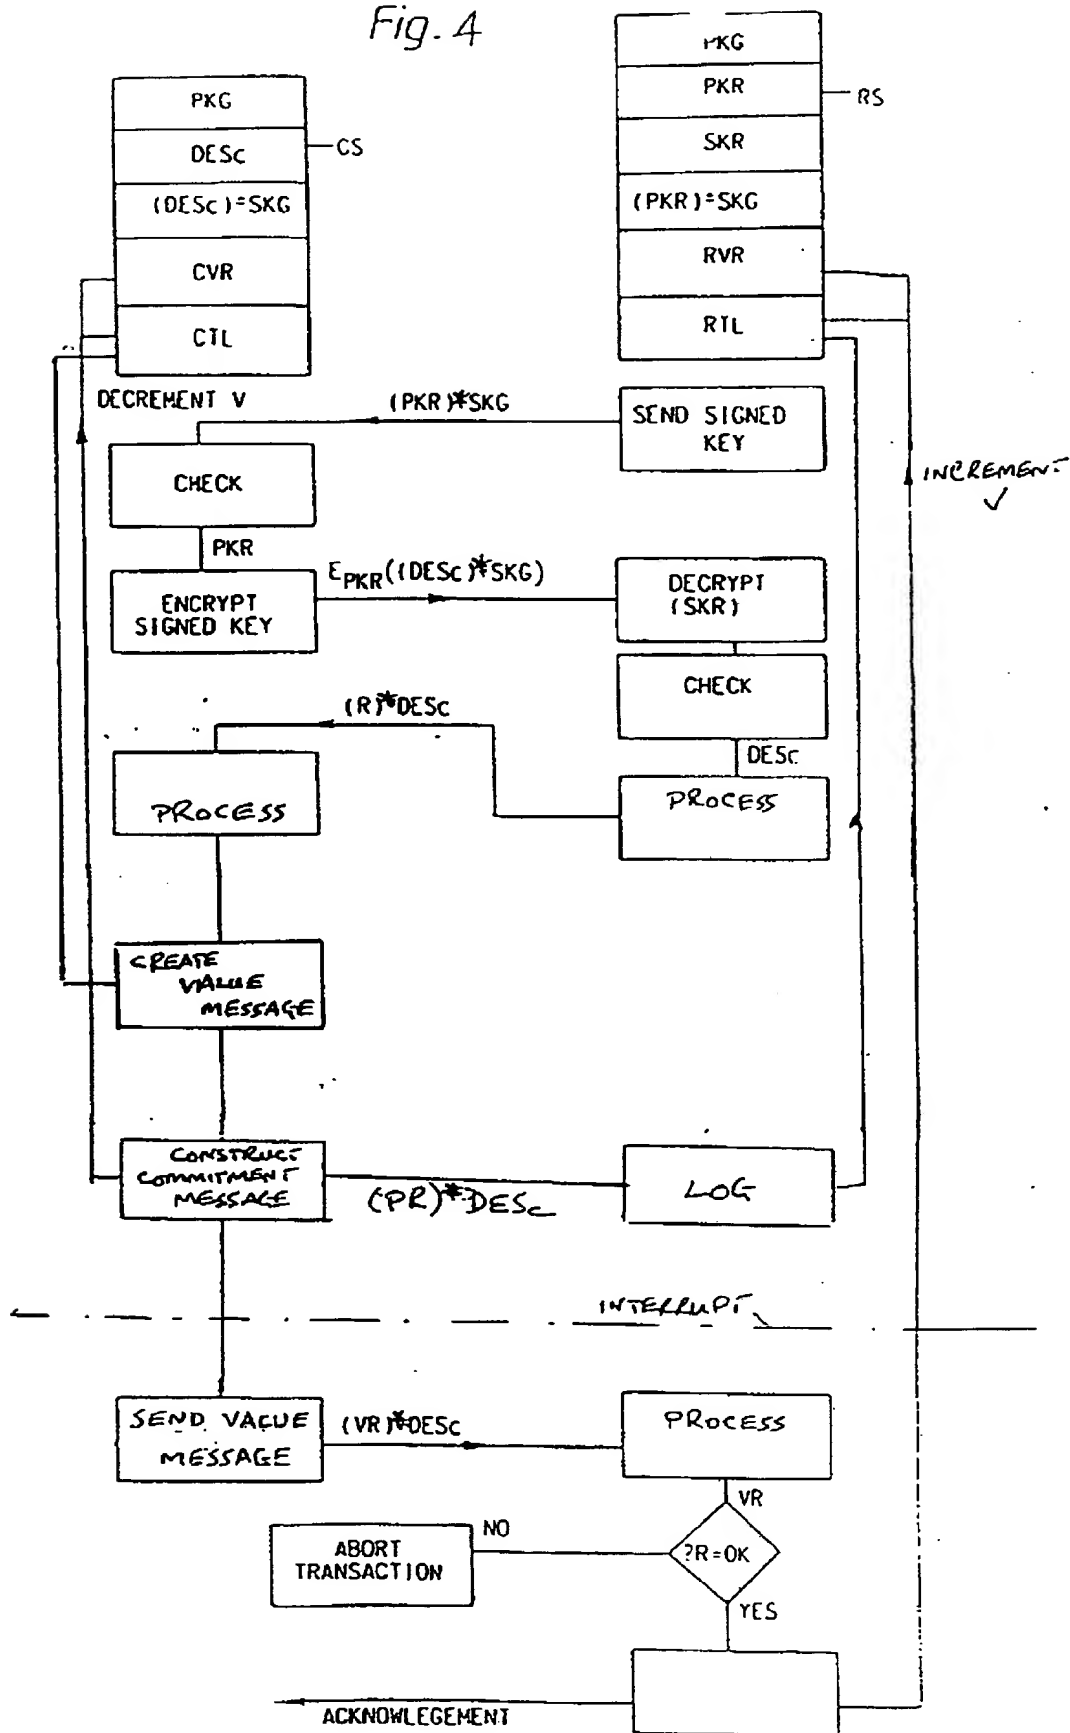 Fig. 4
PKG
DESc
(DESc)*SKG
CVR
CTL
CS
PKG
PKR
SKR
(PKR)*SKG
RVR
RTL
RS
DECREMENT V
(PKR)*SKG
SEND SIGNED
KEY
INCREMENT
V
CHECK
PKR
ENCRYPT
SIGNED KEY
EPKR((DESc)*SKG)
DECRYPT
(SKR)
CHECK
DESc
(R)*DESc
PROCESS
PROCESS
CREATE
VALUE
MESSAGE
CONSTRUCT
COMMITMENT
MESSAGE
(PR)*DESc
LOG
INTERRUPT
SEND VALUE
MESSAGE
(VR)*DESc
PROCESS
VR
?R=OK
NO
ABORT
TRANSACTION
YES
ACKNOWLEGEMENT